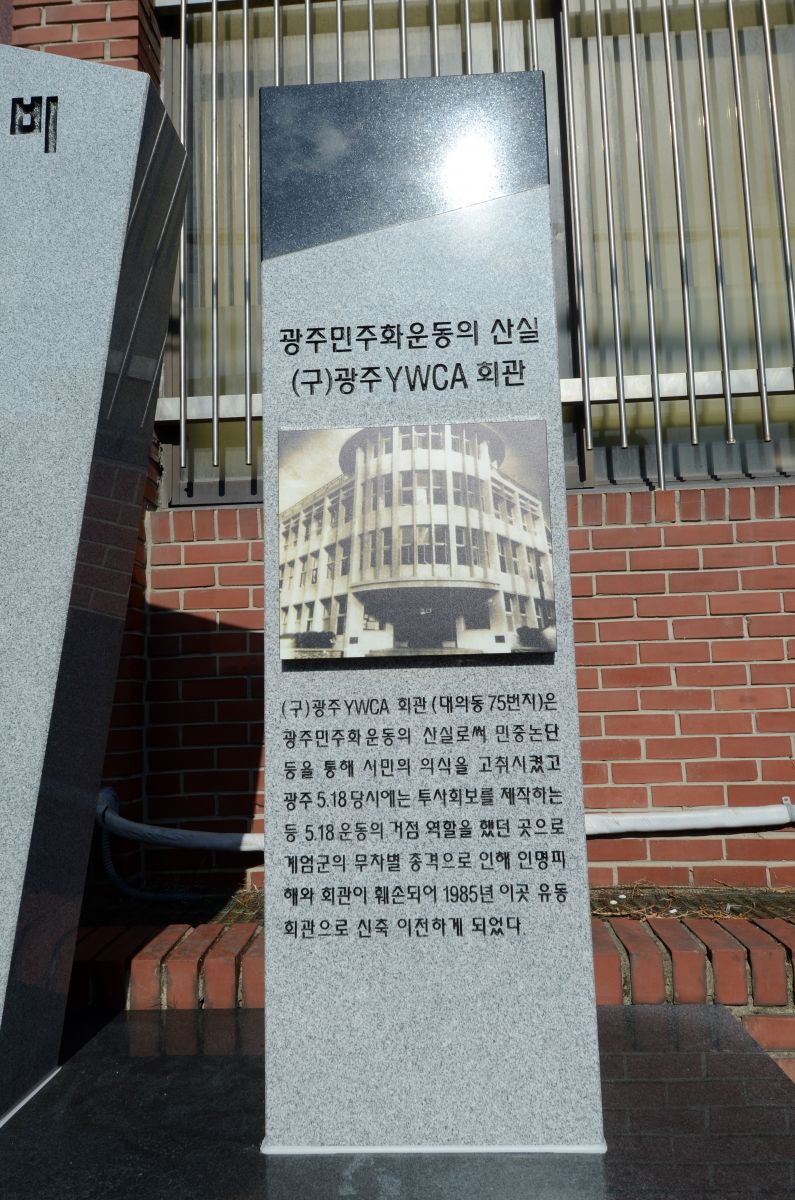 비
광주민주화운동의 산실
(구)광주YWCA 회관
(구)광주YWCA 회관 (대의동 75번지)은
광주민주화운동의 산실로써 민중논단
등을 통해 시민의 의식을 고취시켰고
광주 5.18 당시에는 투사회보를 제작하는
등 5.18 운동의 거점 역할을 했던 곳으로
계엄군의 무차별 총격으로 인해 인명피
해와 회관이 훼손되어 1985년 이곳 유동
회관으로 신축 이전하게 되었다.